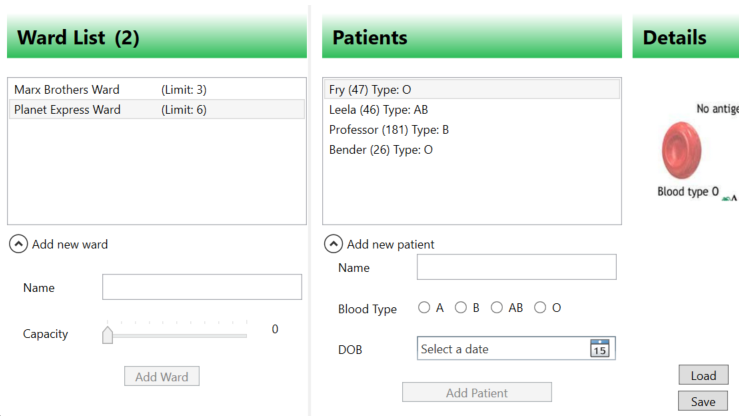 Ward List (2)
Marx Brothers Ward (Limit: 3)
Planet Express Ward (Limit: 6)
Add new ward
Name
Capacity 0
Add Ward
Patients
Fry (47) Type: O
Leela (46) Type: AB
Professor (181) Type: B
Bender (26) Type: O
Add new patient
Name
Blood Type A B AB O
DOB Select a date 15
Add Patient
Details
No antige
Blood type O
Load
Save